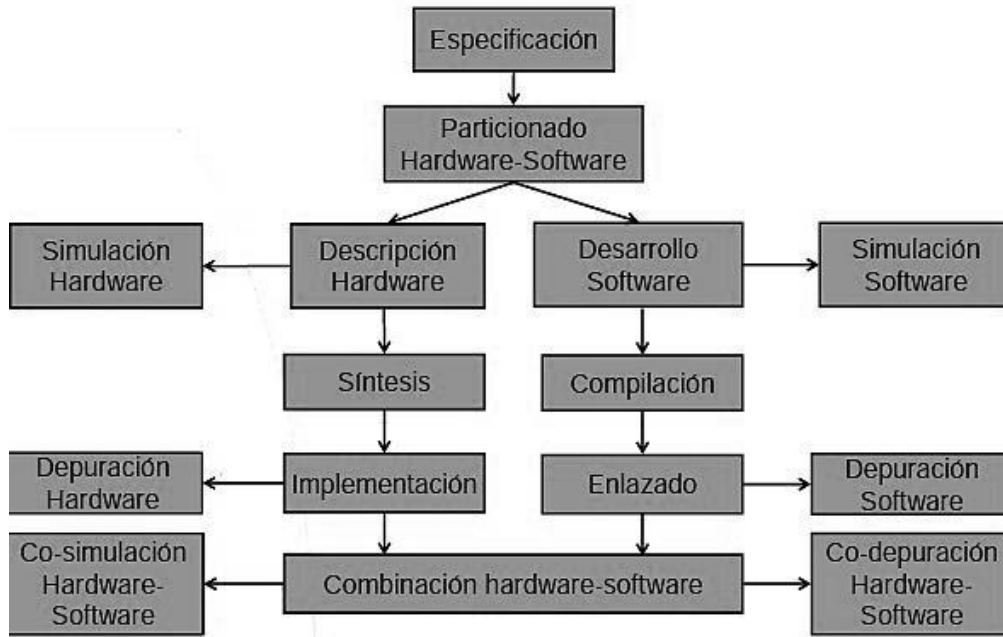 Especificación
Particionado
Hardware-Software
Simulación
Hardware
Descripción
Hardware
Desarrollo
Software
Simulación
Software
Síntesis
Compilación
Depuración
Hardware
Implementación
Enlazado
Depuración
Software
Co-simulación
Hardware-
Software
Combinación hardware-software
Co-depuración
Hardware-
Software